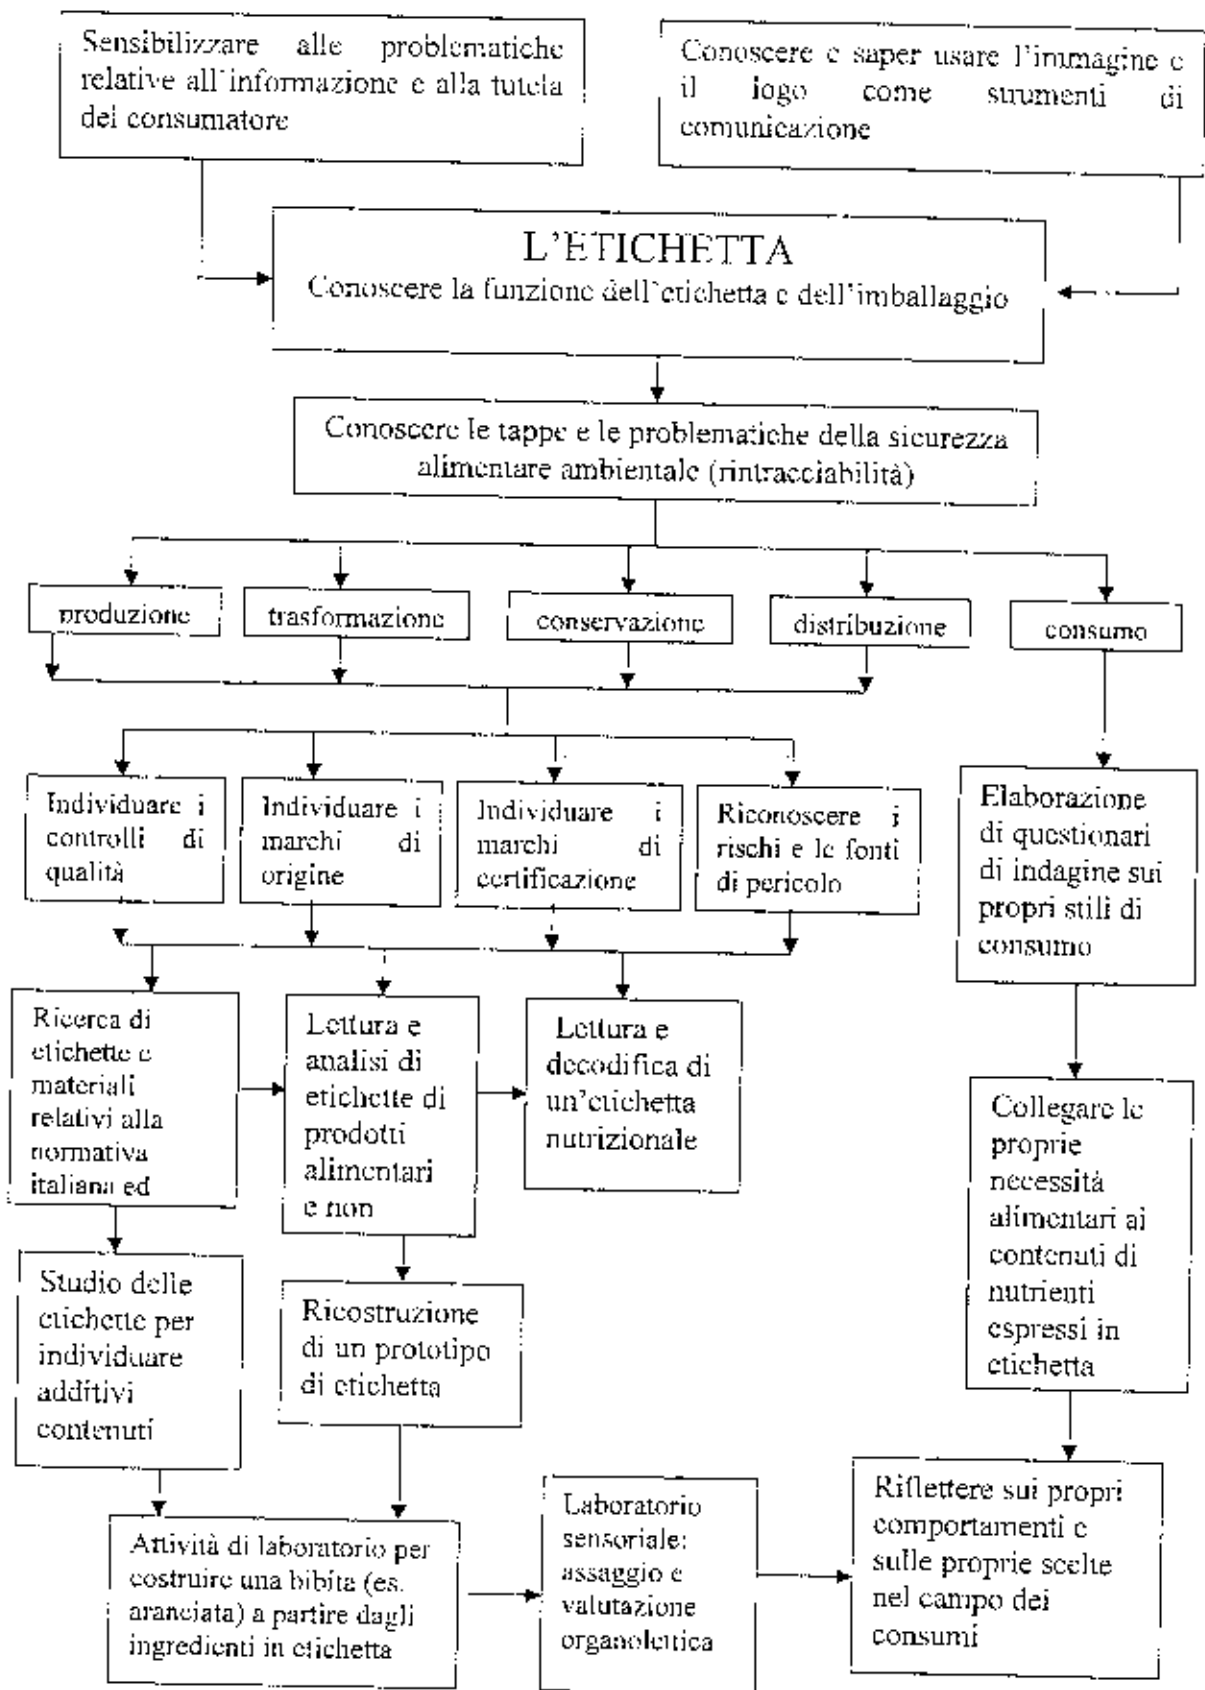 Sensibilizzare alle problematiche
relative all'informazione e alla tutela
del consumatore
Conoscere e saper usare l'immagine e
il logo come strumenti di
comunicazione
L'ETICHETTA
Conoscere la funzione dell'etichetta e dell'imballaggio
Conoscere le tappe e le problematiche della sicurezza
alimentare ambientale (rintracciabilità)
produzione
trasformazione
conservazione
distribuzione
consumo
Individuare i
controlli di
qualità
Individuare i
marchi di
origine
Individuare i
marchi di
certificazione
Riconoscere i
rischi e le fonti
di pericolo
Elaborazione
di questionari
di indagine sui
propri stili di
consumo
Ricerca di
etichette e
materiali
relativi alla
normativa
italiana ed
Lettura e
analisi di
etichette di
prodotti
alimentari
e non
Lettura e
decodifica di
un'etichetta
nutrizionale
Collegare le
proprie
necessità
alimentari ai
contenuti di
nutrienti
espressi in
etichetta
Studio delle
etichette per
individuare
additivi
contenuti
Ricostruzione
di un prototipo
di etichetta
Attività di laboratorio per
costruire una bibita (es.
aranciata) a partire dagli
ingredienti in etichetta
Laboratorio
sensoriale:
assaggio e
valutazione
organolettica
Riflettere sui propri
comportamenti e
sulle proprie scelte
nel campo dei
consumi